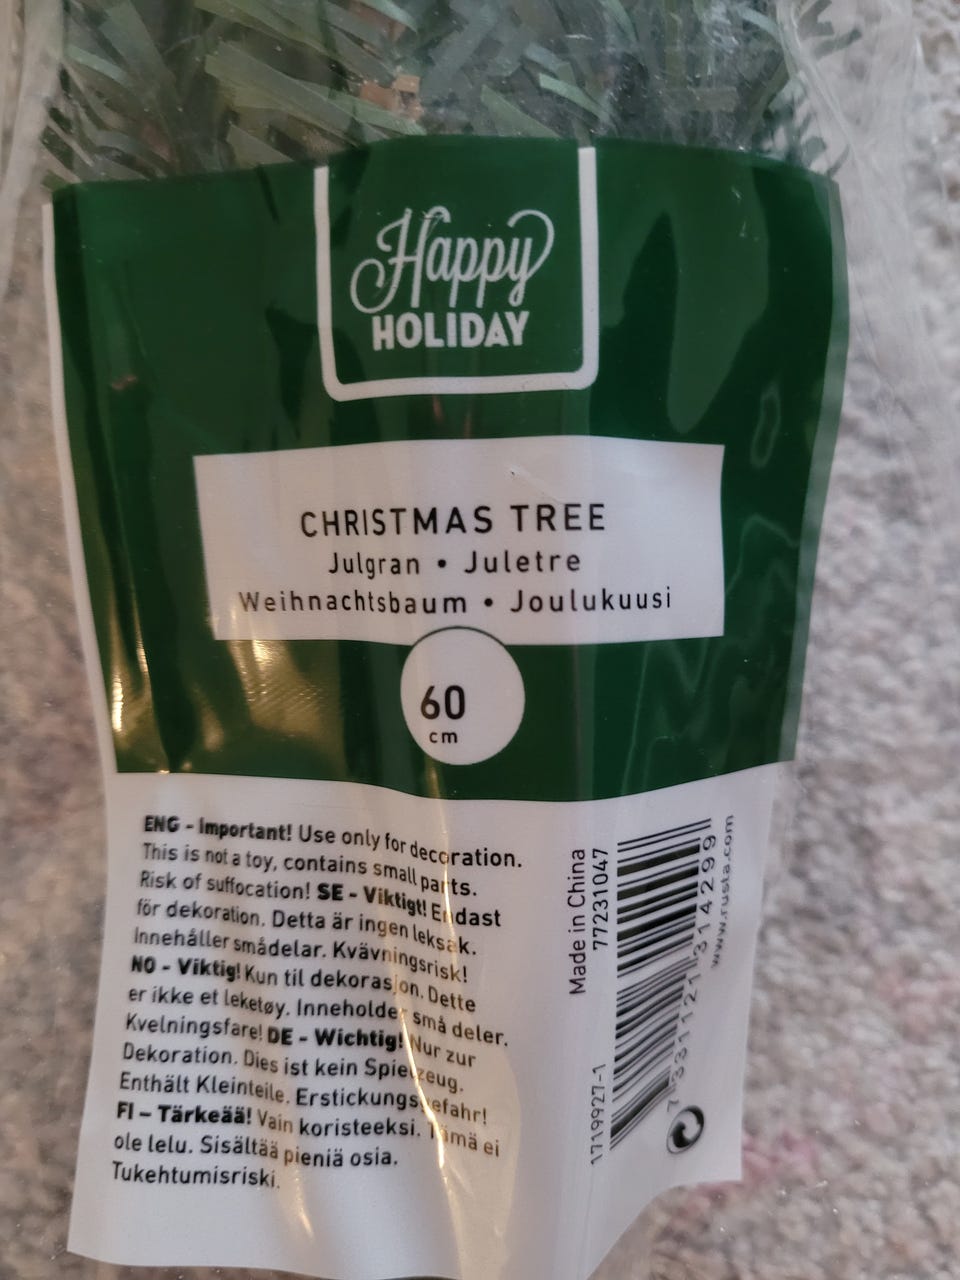 Happy
HOLIDAY
CHRISTMAS TREE
Julgran • Juletre
Weihnachtsbaum • Joulukuusi
60
cm
ENG - Important! Use only for decoration.
This is not a toy, contains small parts.
Risk of suffocation! SE - Viktigt! Endast
för dekoration. Detta är ingen leksak.
Innehåller smådelar. Kvävningsrisk!
NO - Viktig! Kun til dekorasjon. Dette
er ikke et leketøy. Inneholder små deler.
Kvelningsfare! DE - Wichtig! Nur zur
Dekoration. Dies ist kein Spielzeug.
Enthält Kleinteile. Erstickungsgefahr!
FI – Tärkeää! Vain koristeeksi. Tämä ei
ole lelu. Sisältää pieniä osia.
Tukehtumisriski.
Made in China
77231047
1719927-1
7 331121 314299
www.rusta.com